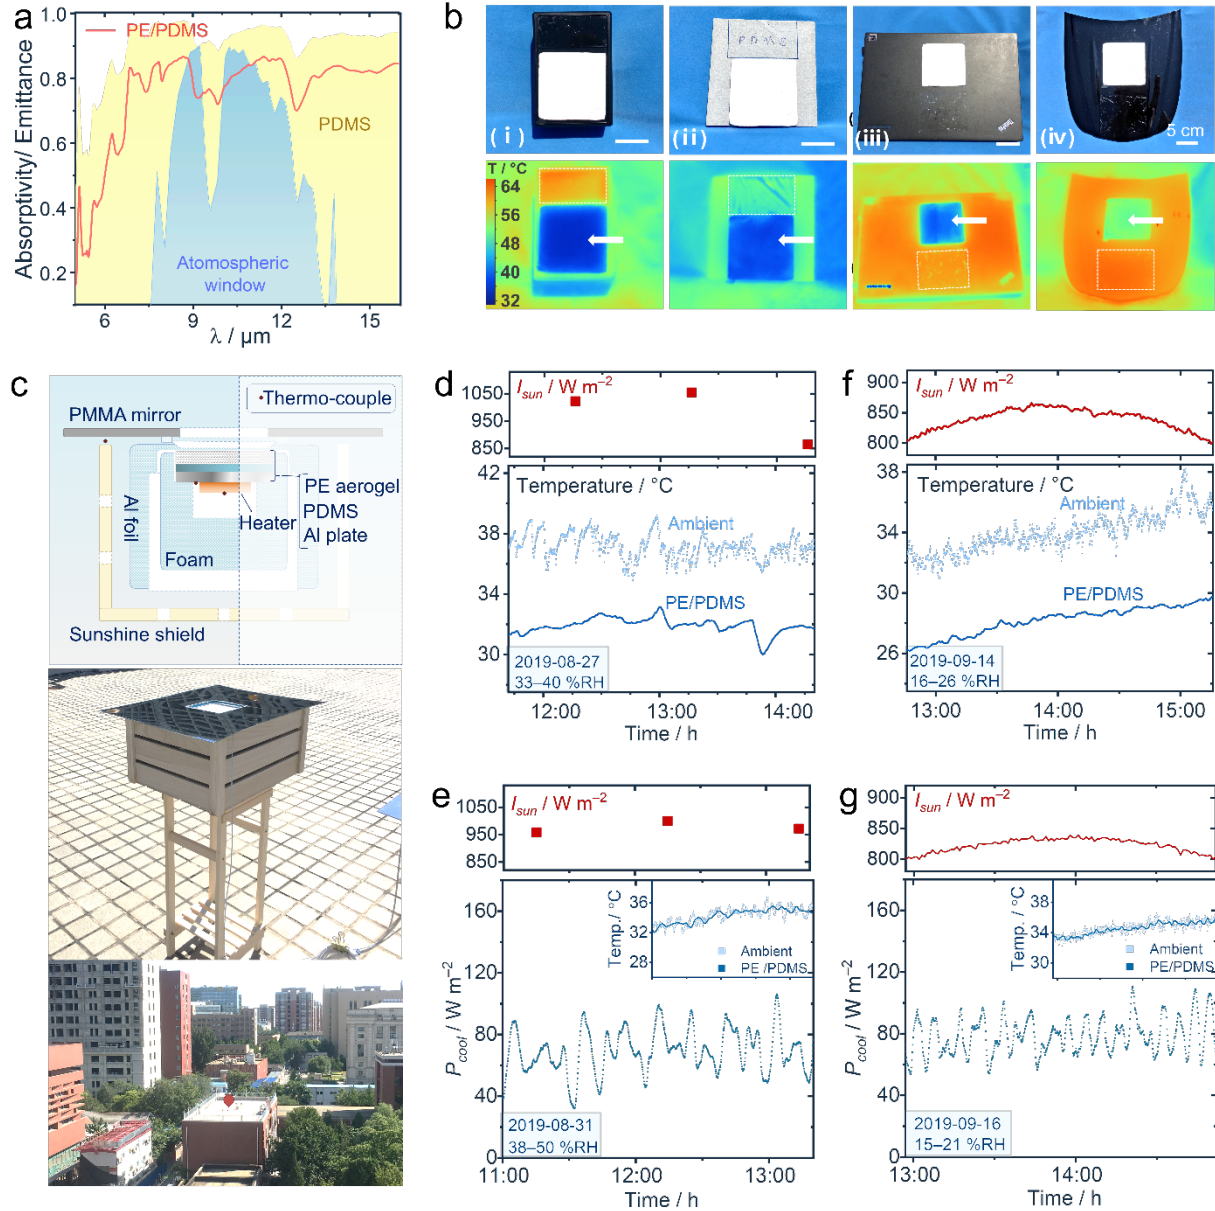 a
PE/PDMS
PDMS
Atomospheric
window
Absorptivity/ Emittance
1.0
0.8
0.6
0.4
0.2
6
9
12
15
λ / μm
b
(i)
(ii)
PDMS
(iii)
(iv)
5 cm
T / °C
64
56
48
40
32
c
Thermo-couple
PMMA mirror
Al foil
Foam
Heater
PE aerogel
PDMS
Al plate
Sunshine shield
d
Isun / W m−2
1050
950
850
42
38
34
30
Temperature / °C
Ambient
PE/PDMS
2019-08-27
33–40 %RH
12:00
13:00
14:00
Time / h
f
900
850
800
Isun / W m−2
38
34
30
26
Temperature / °C
Ambient
PE/PDMS
2019-09-14
16–26 %RH
13:00
14:00
15:00
Time / h
e
1050
950
850
Isun / W m−2
160
120
80
40
0
Pcool / W m−2
Temp. / °C
36
32
28
Ambient
PE /PDMS
2019-08-31
38–50 %RH
11:00
12:00
13:00
Time / h
g
900
850
800
Isun / W m−2
160
120
80
40
0
Pcool / W m−2
Temp. / °C
38
34
30
Ambient
PE/PDMS
2019-09-16
15–21 %RH
13:00
14:00
Time / h